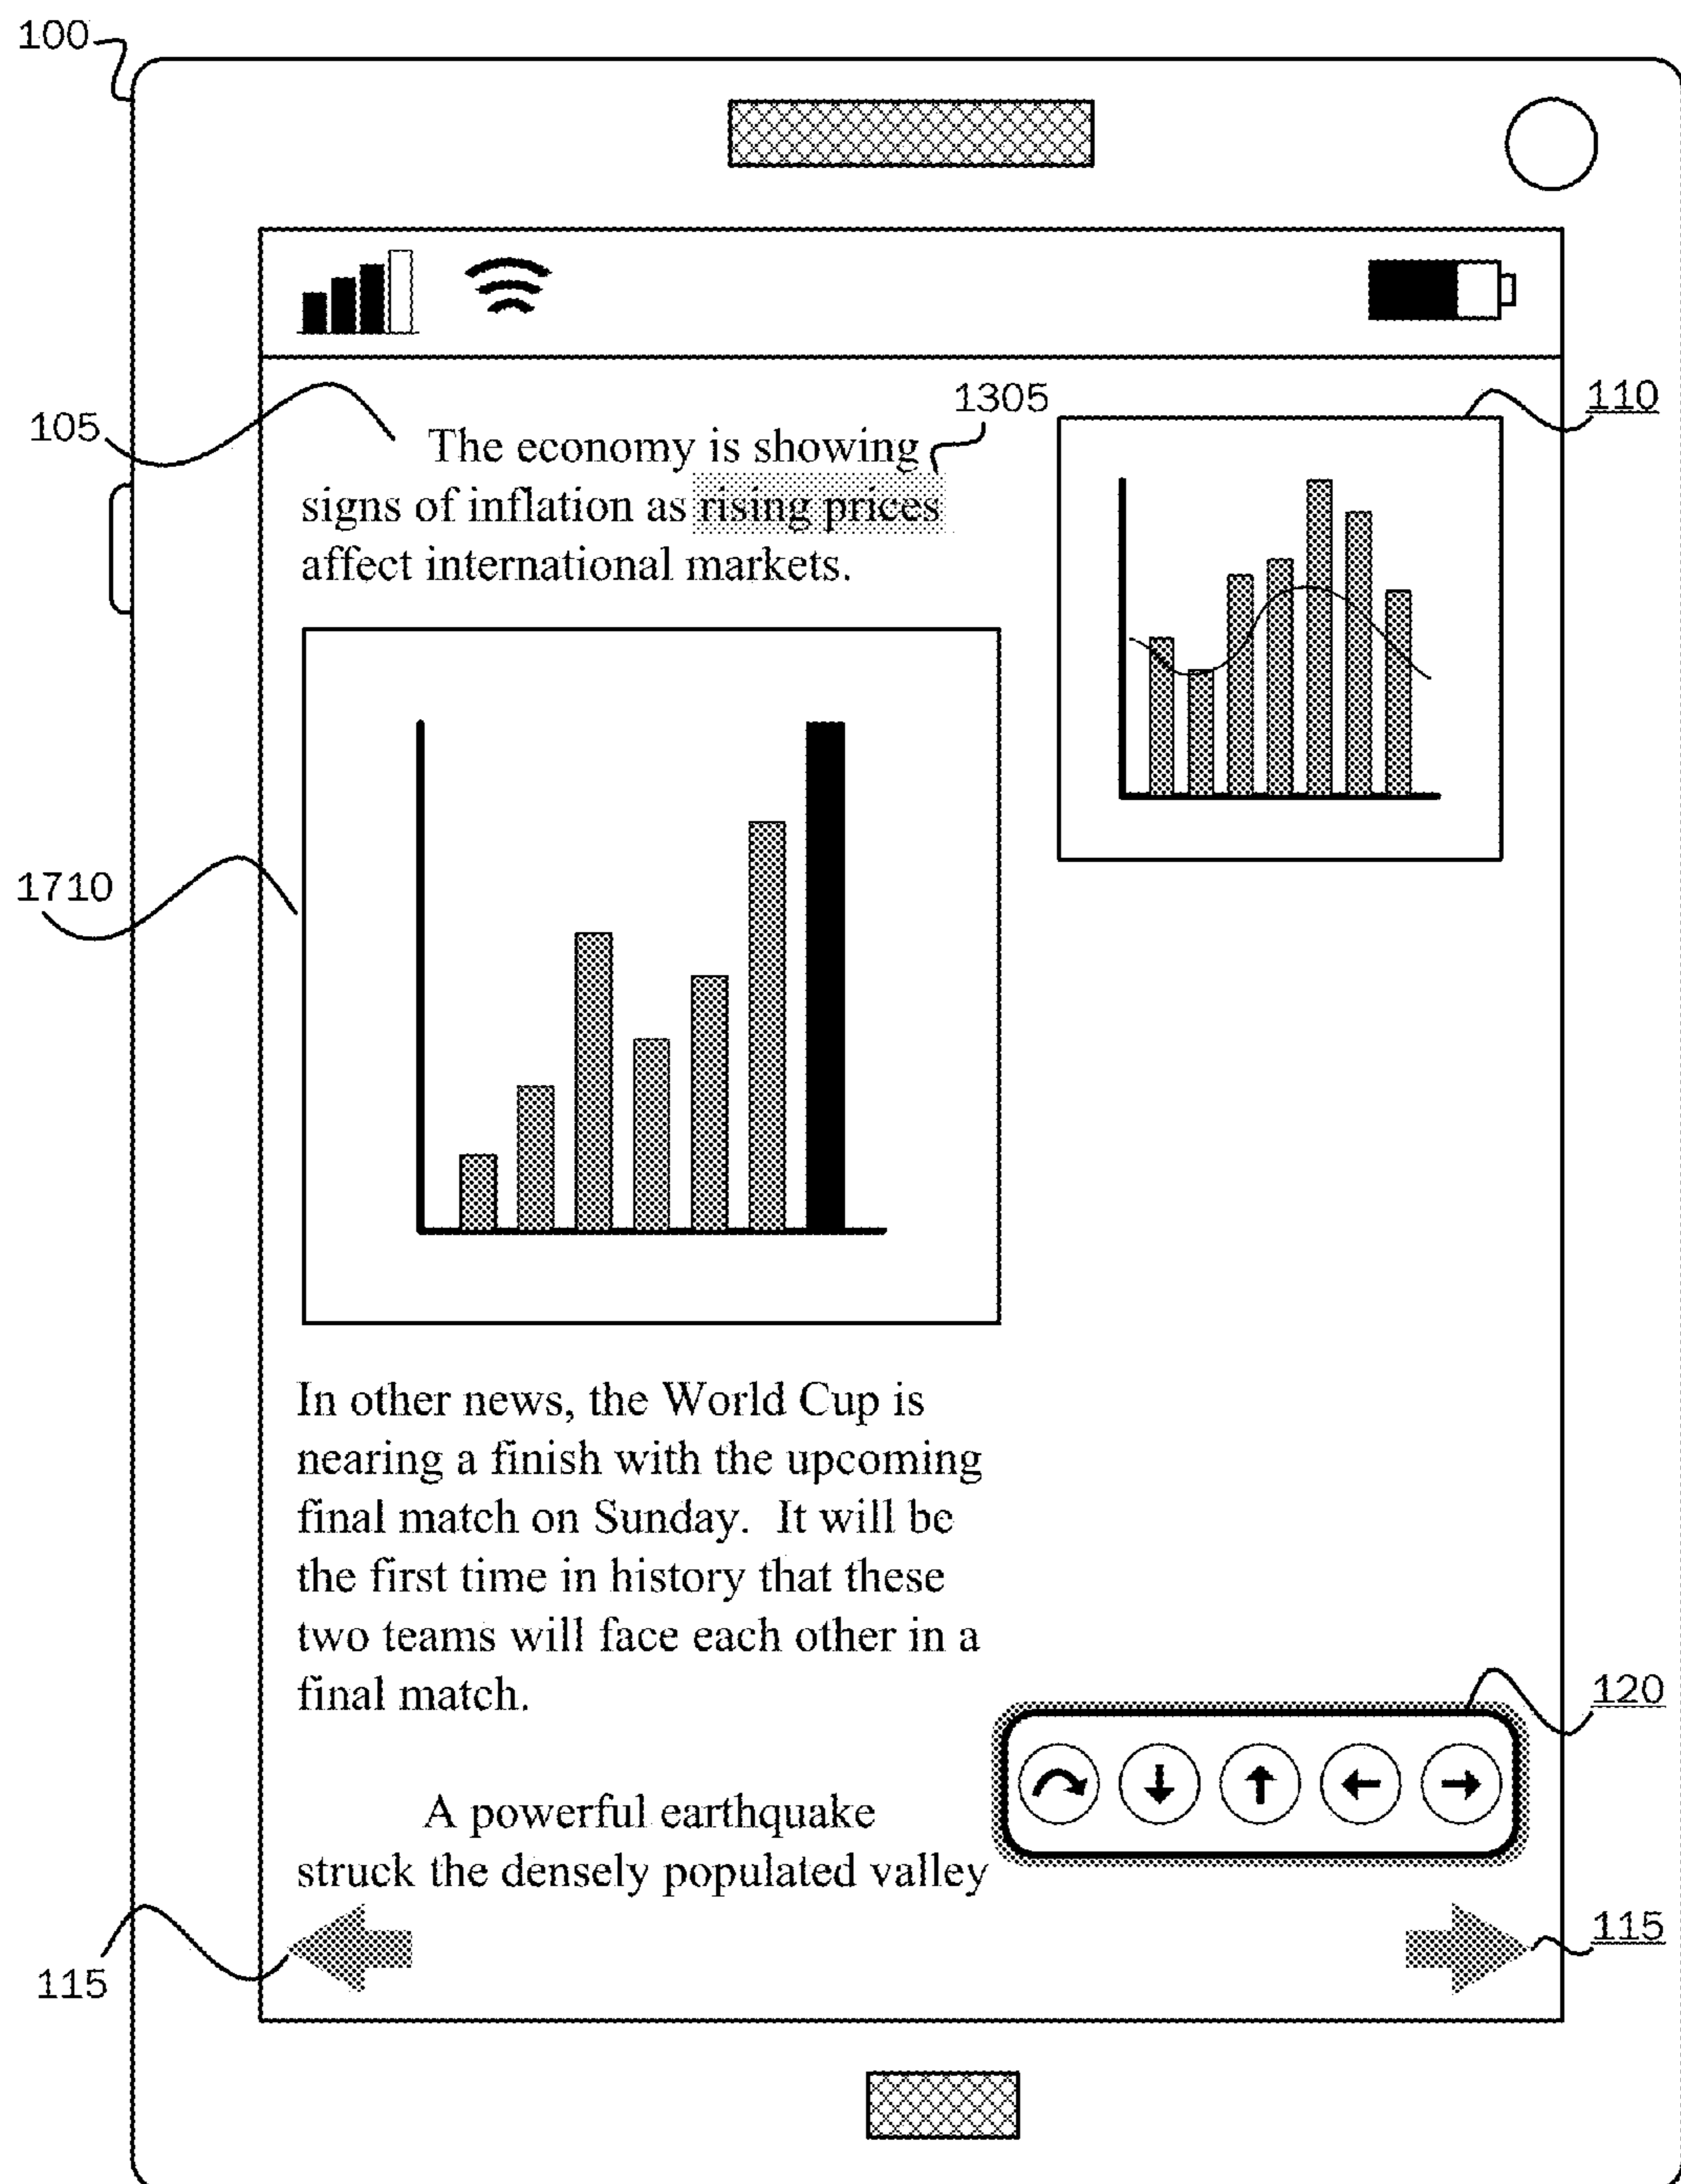 100
105
1305
110
The economy is showing
signs of inflation as rising prices
affect international markets.
1710
In other news, the World Cup is
nearing a finish with the upcoming
final match on Sunday.  It will be
the first time in history that these
two teams will face each other in a
final match.
120
A powerful earthquake
struck the densely populated valley
115
115